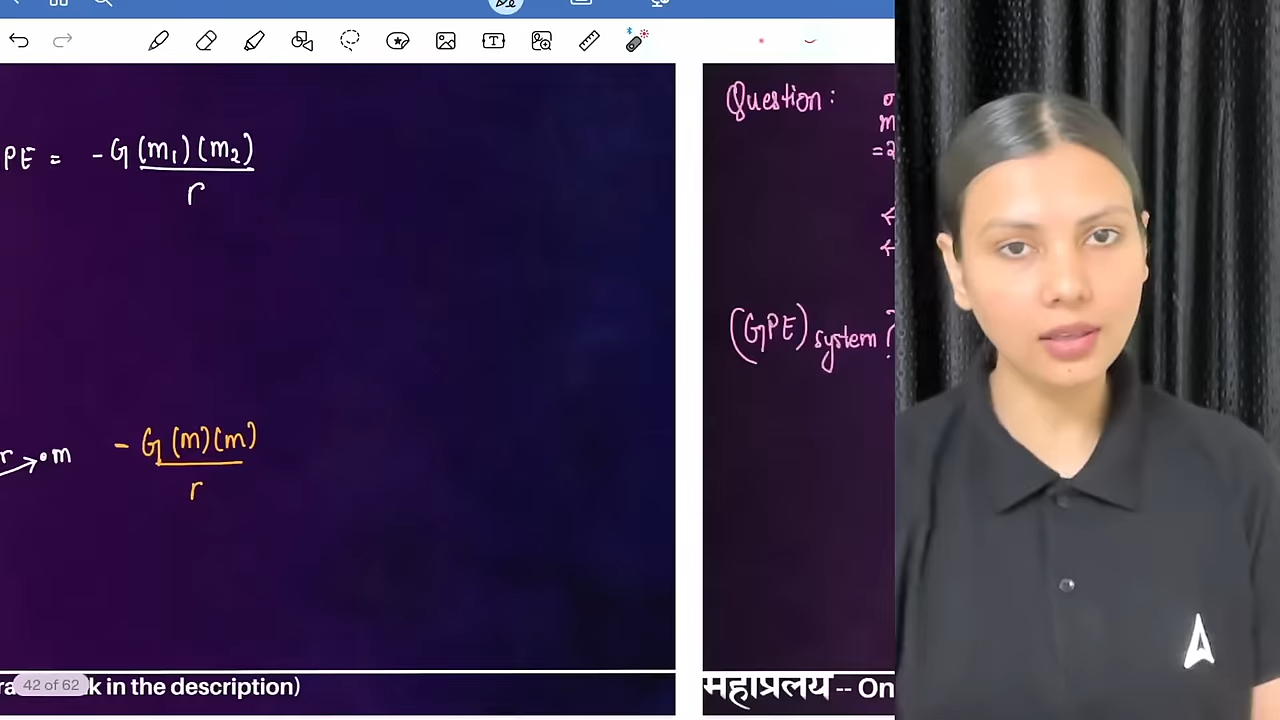 PE = -G (m₁)(m₂)
r
r m - G (m)(m)
r
42 of 62
k in the description)
Question :
(GPE) system ?
महाप्रलय -- On